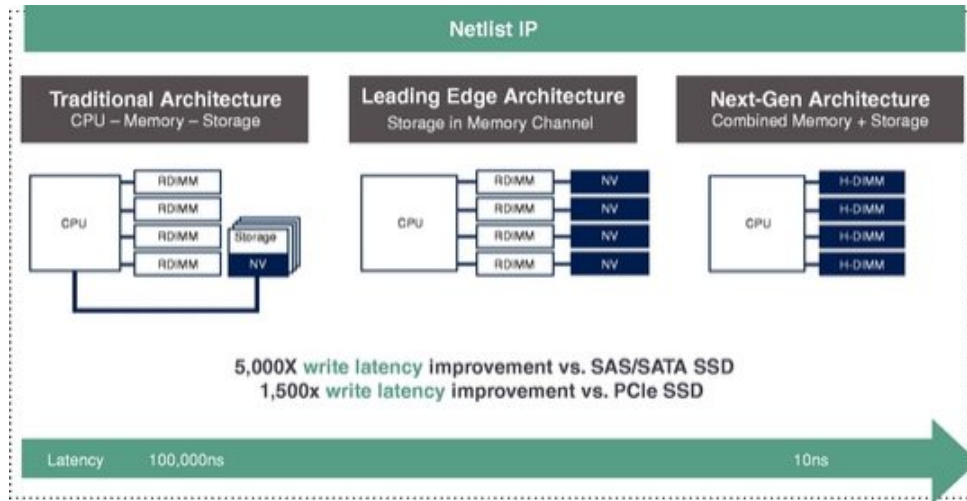 Netlist IP
Traditional Architecture
CPU – Memory – Storage
Leading Edge Architecture
Storage in Memory Channel
Next-Gen Architecture
Combined Memory + Storage
CPU
RDIMM
RDIMM
RDIMM
RDIMM
Storage
NV
CPU
RDIMM
NV
RDIMM
NV
RDIMM
NV
RDIMM
NV
CPU
H-DIMM
H-DIMM
H-DIMM
H-DIMM
5,000X write latency improvement vs. SAS/SATA SSD
1,500x write latency improvement vs. PCIe SSD
Latency 100,000ns 10ns